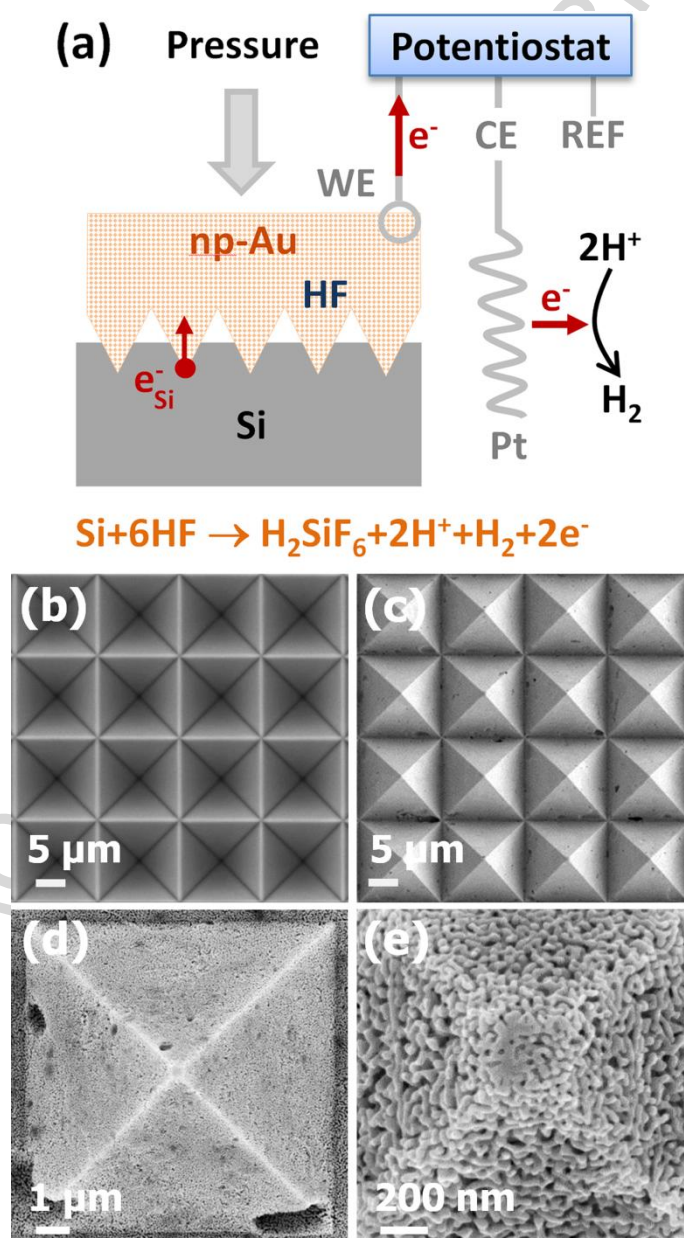 (a) Pressure Potentiostat
e⁻ CE REF
WE
np-Au
HF
2H⁺
e⁻
e⁻Si
Si
H₂
Pt
Si+6HF → H₂SiF₆+2H⁺+H₂+2e⁻
(b) (c)
5 µm 5 µm
(d) (e)
1 µm 200 nm